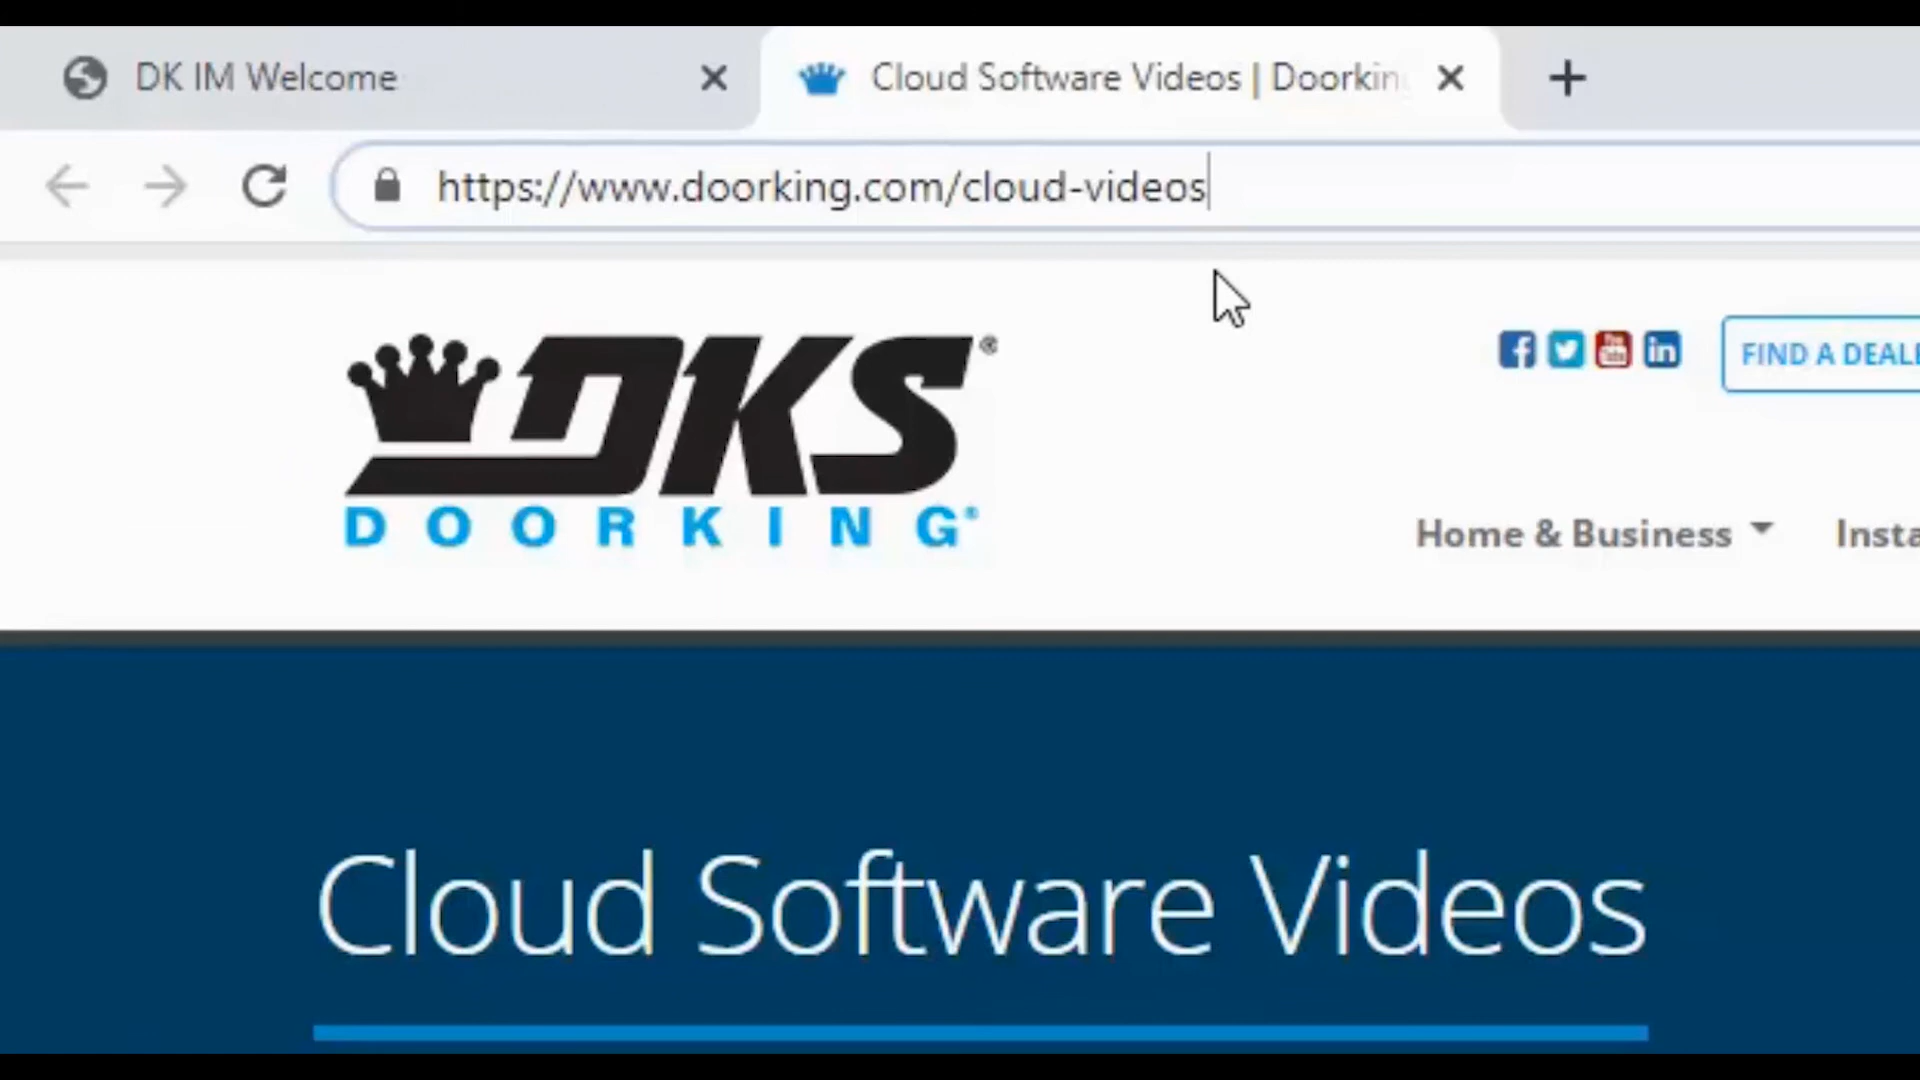 DK IM Welcome
Cloud Software Videos | Doorkin
https://www.doorking.com/cloud-videos
DKS®
DOORKING®
FIND A DEALE
Home & Business
Insta
Cloud Software Videos